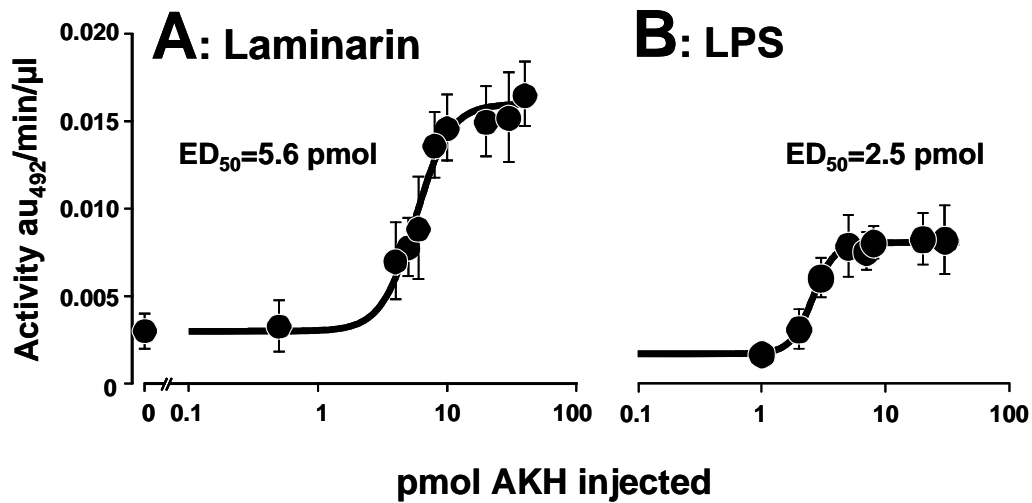 A: Laminarin
B: LPS
Activity au492/min/µl
0.020
0.015
0.010
0.005
0
ED50=5.6 pmol
ED50=2.5 pmol
0 0.1 1 10 100
0.1 1 10 100
pmol AKH injected